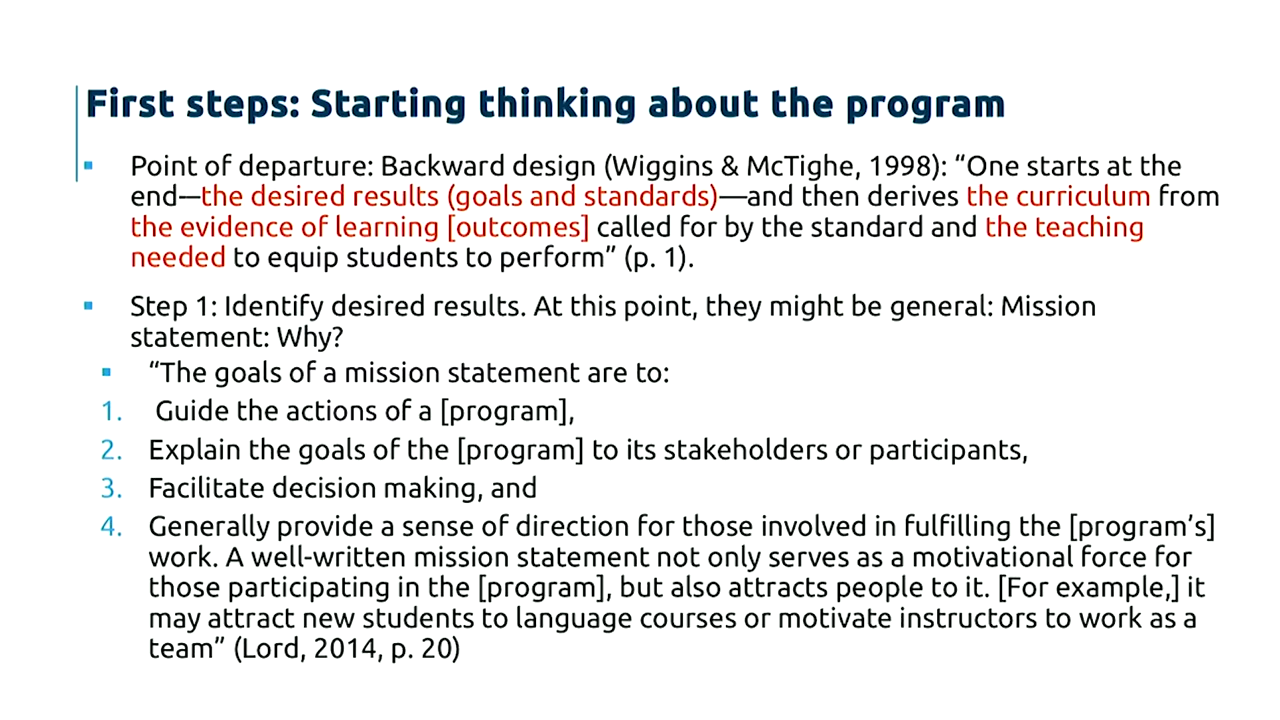 First steps: Starting thinking about the program
▪ Point of departure: Backward design (Wiggins & McTighe, 1998): “One starts at the
end—the desired results (goals and standards)—and then derives the curriculum from
the evidence of learning [outcomes] called for by the standard and the teaching
needed to equip students to perform” (p. 1).
▪ Step 1: Identify desired results. At this point, they might be general: Mission
statement: Why?
▪ “The goals of a mission statement are to:
1. Guide the actions of a [program],
2. Explain the goals of the [program] to its stakeholders or participants,
3. Facilitate decision making, and
4. Generally provide a sense of direction for those involved in fulfilling the [program’s]
work. A well-written mission statement not only serves as a motivational force for
those participating in the [program], but also attracts people to it. [For example,] it
may attract new students to language courses or motivate instructors to work as a
team” (Lord, 2014, p. 20)